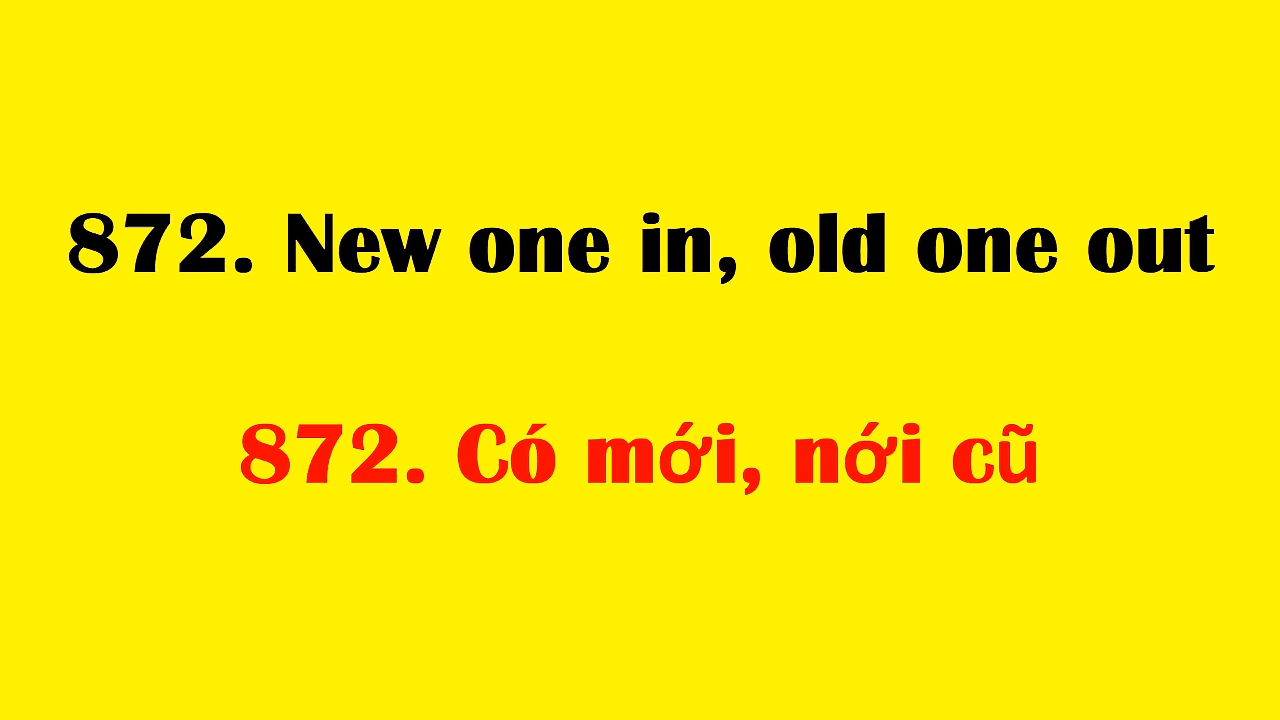 872. New one in, old one out
872. Có mới, nới cũ